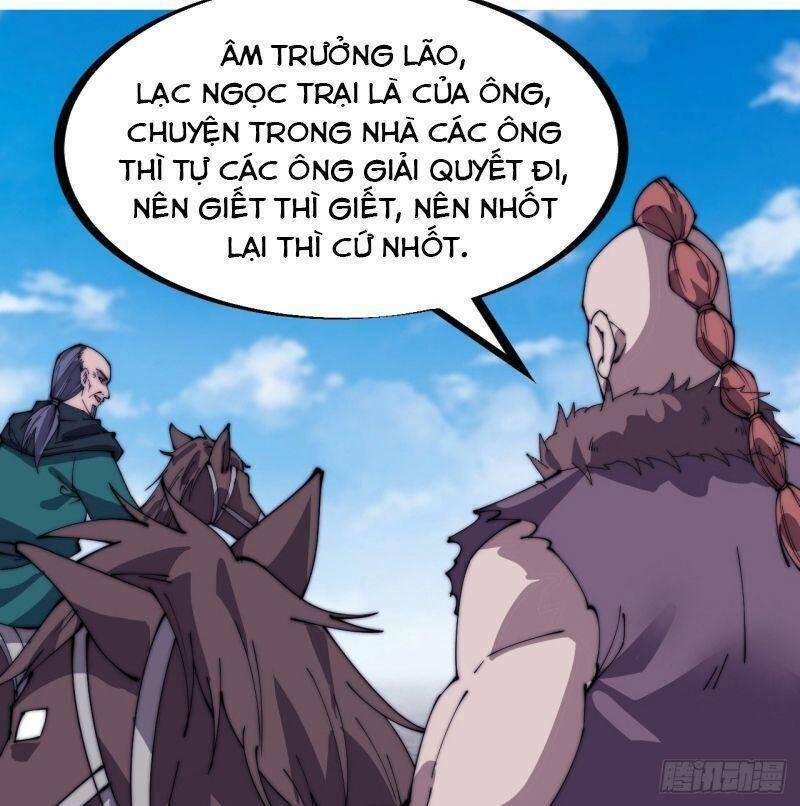 ÂM TRƯỞNG LÃO,
LẠC NGỌC TRẠI LÀ CỦA ÔNG,
CHUYỆN TRONG NHÀ CÁC ÔNG
THÌ TỰ CÁC ÔNG GIẢI QUYẾT ĐI,
NÊN GIẾT THÌ GIẾT, NÊN NHỐT
LẠI THÌ CỨ NHỐT.
腾讯动漫